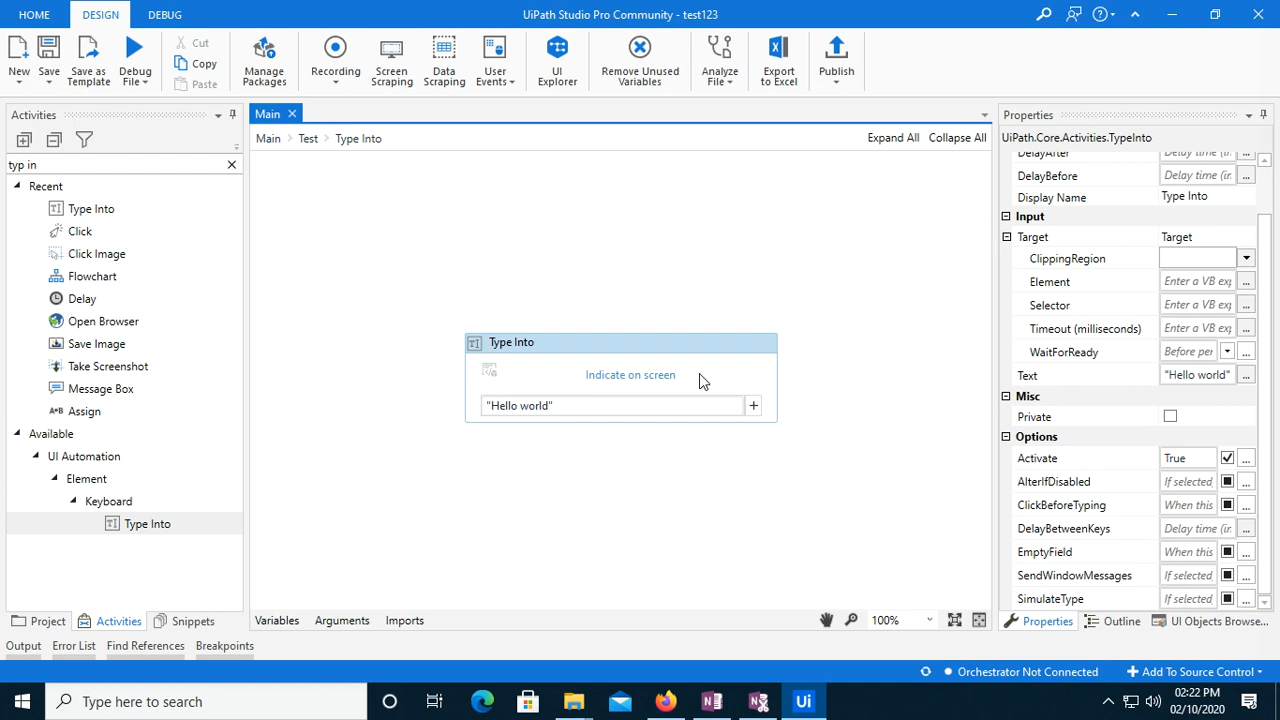 HOME DESIGN DEBUG UiPath Studio Pro Community - test123
New Save Save as Template Debug File Cut Copy Paste Manage Packages Recording Screen Scraping Data Scraping User Events UI Explorer Remove Unused Variables Analyze File Export to Excel Publish
Activities
typ in
Recent
Type Into
Click
Click Image
Flowchart
Delay
Open Browser
Save Image
Take Screenshot
Message Box
Assign
Available
UI Automation
Element
Keyboard
Type Into
Project Activities Snippets
Main
Main Test Type Into Expand All Collapse All
Type Into
Indicate on screen
"Hello world"
Variables Arguments Imports 100%
Properties
UiPath.Core.Activities.TypeInto
DelayAfter Delay time (in
DelayBefore Delay time (in
Display Name Type Into
Input
Target Target
ClippingRegion
Element Enter a VB exp
Selector Enter a VB exp
Timeout (milliseconds) Enter a VB exp
WaitForReady Before per
Text "Hello world"
Misc
Private
Options
Activate True
AlterIfDisabled If selected,
ClickBeforeTyping When this
DelayBetweenKeys Delay time (in
EmptyField When this
SendWindowMessages If selected,
SimulateType If selected,
Properties Outline UI Objects Browse...
Output Error List Find References Breakpoints
Orchestrator Not Connected Add To Source Control
Type here to search
02:22 PM
02/10/2020